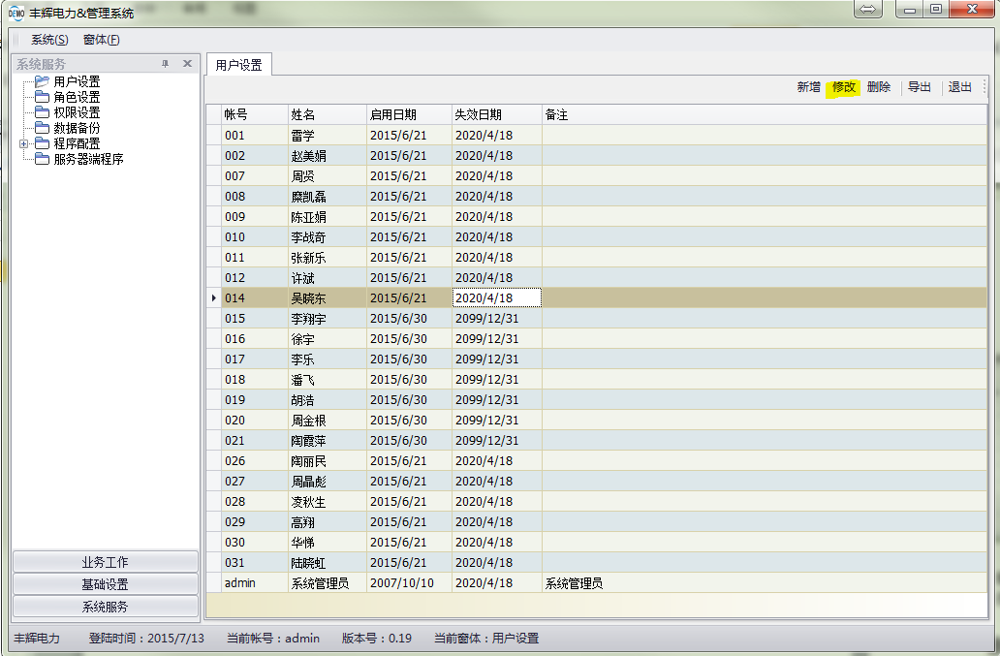 DEMO 丰辉电力&管理系统
系统(S) 窗体(F)
系统服务
用户设置
角色设置
权限设置
数据备份
程序配置
服务器端程序
业务工作
基础设置
系统服务
用户设置
新增 修改 删除 导出 退出
帐号 姓名 启用日期 失效日期 备注
001 雷学 2015/6/21 2020/4/18
002 赵美娟 2015/6/21 2020/4/18
007 周贤 2015/6/21 2020/4/18
008 糜凯磊 2015/6/21 2020/4/18
009 陈亚娟 2015/6/21 2020/4/18
010 李战奇 2015/6/21 2020/4/18
011 张新乐 2015/6/21 2020/4/18
012 许斌 2015/6/21 2020/4/18
014 吴晓东 2015/6/21 2020/4/18
015 李翔宇 2015/6/30 2099/12/31
016 徐宇 2015/6/30 2099/12/31
017 李乐 2015/6/30 2099/12/31
018 潘飞 2015/6/30 2099/12/31
019 胡浩 2015/6/30 2099/12/31
020 周金根 2015/6/30 2099/12/31
021 陶霞萍 2015/6/30 2099/12/31
026 陶丽民 2015/6/21 2020/4/18
027 周晶彪 2015/6/21 2020/4/18
028 凌秋生 2015/6/21 2020/4/18
029 高翔 2015/6/21 2020/4/18
030 华悌 2015/6/21 2020/4/18
031 陆晓虹 2015/6/21 2020/4/18
admin 系统管理员 2007/10/10 2020/4/18 系统管理员
丰辉电力 登陆时间：2015/7/13 当前帐号：admin 版本号：0.19 当前窗体：用户设置